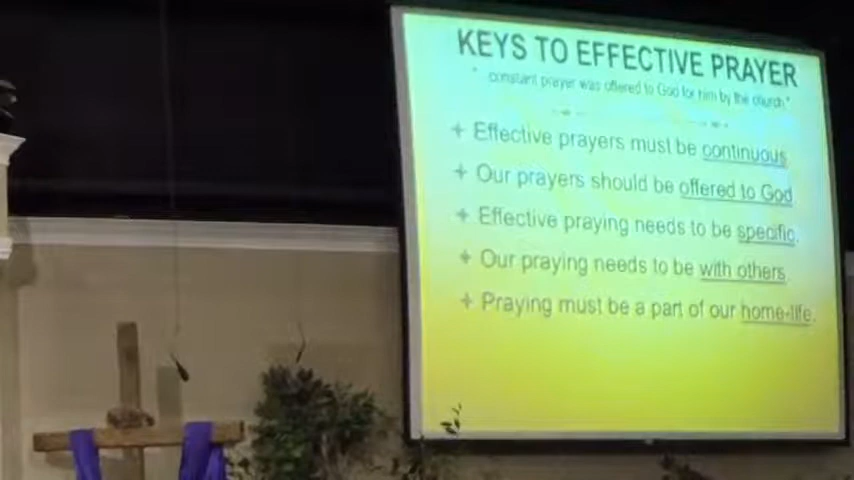 KEYS TO EFFECTIVE PRAYER
" constant prayer was offered to God for him by the church."
+ Effective prayers must be continuous.
+ Our prayers should be offered to God.
+ Effective praying needs to be specific.
+ Our praying needs to be with others.
+ Praying must be a part of our home-life.